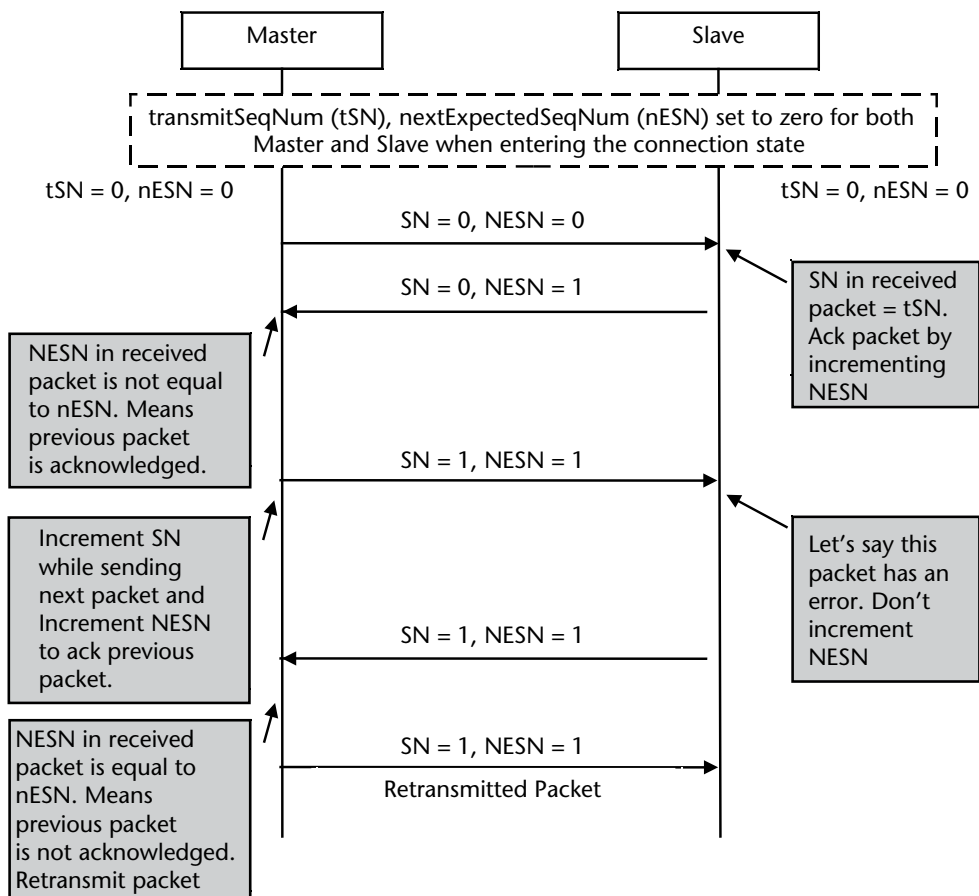 Master
Slave
transmitSeqNum (tSN), nextExpectedSeqNum (nESN) set to zero for both
Master and Slave when entering the connection state
tSN = 0, nESN = 0
tSN = 0, nESN = 0
SN = 0, NESN = 0
SN in received
packet = tSN.
Ack packet by
incrementing
NESN
SN = 0, NESN = 1
NESN in received
packet is not equal
to nESN. Means
previous packet
is acknowledged.
SN = 1, NESN = 1
Increment SN
while sending
next packet and
Increment NESN
to ack previous
packet.
Let's say this
packet has an
error. Don't
increment
NESN
SN = 1, NESN = 1
NESN in received
packet is equal to
nESN. Means
previous packet
is not acknowledged.
Retransmit packet
SN = 1, NESN = 1
Retransmitted Packet